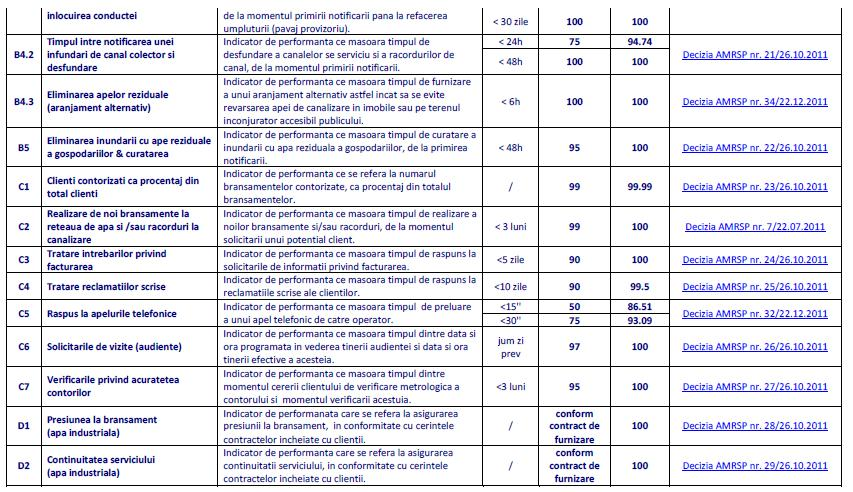 inlocuirea conductei
de la momentul primirii notificarii pana la refacerea
umpluturii (pavaj provizoriu).
< 30 zile
100
100
B4.2
Timpul intre notificarea unei
infundari de canal colector si
desfundare
Indicator de performanta ce masoara timpul de
desfundare a canalelor se serviciu si a racordurilor de
canal, de la momentul primirii notificarii.
< 24h
75
94.74
< 48h
100
100
Decizia AMRSP nr. 21/26.10.2011
B4.3
Eliminarea apelor reziduale
(aranjament alternativ)
Indicator de performanta ce masoara timpul de furnizare
a unui aranjament alternativ astfel incat sa se evite
revarsarea apei de canalizare in imobile sau pe terenul
inconjurator accesibil publicului.
< 6h
100
100
Decizia AMRSP nr. 34/22.12.2011
B5
Eliminarea inundarii cu ape reziduale
a gospodariilor & curatarea
Indicator de performanta ce masoara timpul de curatare a
inundarii cu apa reziduala a gospodariilor, de la primirea
notificarii.
< 48h
95
100
Decizia AMRSP nr. 22/26.10.2011
C1
Clienti contorizati ca procentaj din
total clienti
Indicator de performanta ce se refera la numarul
bransamentelor contorizate, ca procentaj din totalul
bransamentelor.
/
99
99.99
Decizia AMRSP nr. 23/26.10.2011
C2
Realizare de noi bransamente la
reteaua de apa si /sau racorduri la
canalizare
Indicator de performanta ce masoara timpul de realizare a
noilor bransamente si/sau racorduri, de la momentul
solicitarii unui potential client.
< 3 luni
99
100
Decizia AMRSP nr. 7/22.07.2011
C3
Tratare intrebarilor privind
facturarea
Indicator de performanta ce masoara timpul de raspuns la
solicitarile de informatii privind facturarea.
<5 zile
90
100
Decizia AMRSP nr. 24/26.10.2011
C4
Tratare reclamatiilor scrise
Indicator de performanta ce masoara timpul de raspuns la
reclamatiile scrise ale clientilor.
<10 zile
90
99.5
Decizia AMRSP nr. 25/26.10.2011
C5
Raspus la apelurile telefonice
Indicator de performanta ce masoara timpul de preluare
a unui apel telefonic de catre operator.
<15"
50
86.51
<30"
75
93.09
Decizia AMRSP nr. 32/22.12.2011
C6
Solicitarile de vizite (audiente)
Indicator de performanta ce masoara timpul dintre data si
ora programata in vederea tinerii audientei si data si ora
tinerii efective a acesteia.
jum zi
prev
97
100
Decizia AMRSP nr. 26/26.10.2011
C7
Verificarile privind acuratetea
contorilor
Indicator de performanta ce masoara timpul dintre
momentul cererii clientului de verificare metrologica a
contorului si momentul verificarii acestuia.
<3 luni
95
100
Decizia AMRSP nr. 27/26.10.2011
D1
Presiunea la bransament
(apa industriala)
Indicator de performanata care se refera la asigurarea
presiunii la bransament, in conformitate cu cerintele
contractelor incheiate cu clientii.
/
conform
contract de
furnizare
100
Decizia AMRSP nr. 28/26.10.2011
D2
Continuitatea serviciului
(apa industriala)
Indicator de performanta care se refera la asigurarea
continuitatii serviciului, in conformitate cu cerintele
contractelor incheiate cu clientii.
/
conform
contract de
furnizare
100
Decizia AMRSP nr. 29/26.10.2011